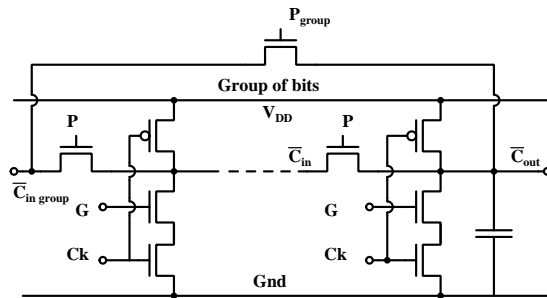 P_group
Group of bits
V_DD
P
C̅_in
P
C̅_out
C̅_in group
G
G
Ck
Ck
Gnd